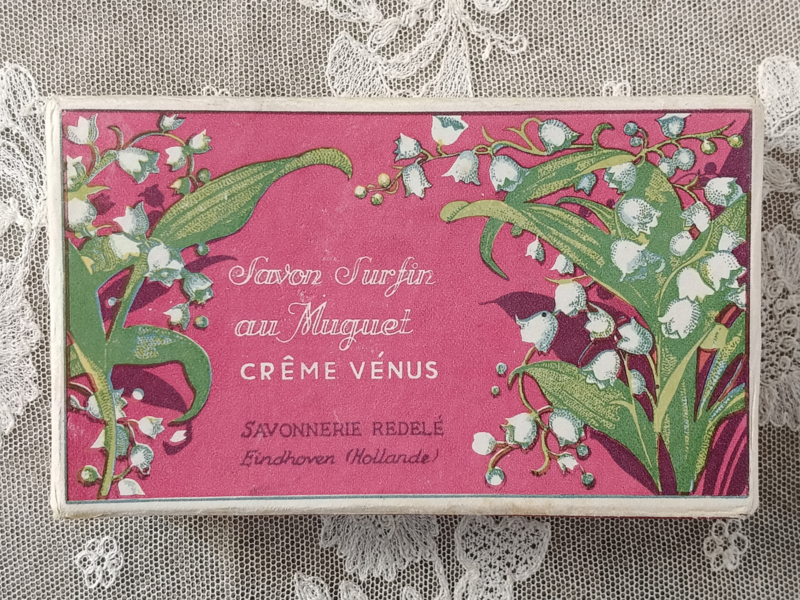 Savon Surfin
au Muguet
CRÊME VÉNUS
SAVONNERIE REDELÉ
Eindhoven (Hollande)